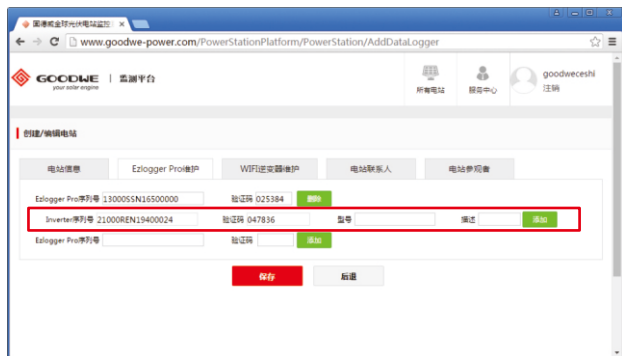 固德威全球光伏电站监控
www.goodwe-power.com/PowerStationPlatform/PowerStation/AddDataLogger
GOODWE | 监测平台
your solar engine
所有电站
服务中心
goodweceshi
注销
创建/编辑电站
电站信息 Ezlogger Pro维护 WIFI逆变器维护 电站联系人 电站参观者
Ezlogger Pro序列号 13000SSN16500000 验证码 025384 删除
Inverter序列号 21000REN19400024 验证码 047836 型号 描述 添加
Ezlogger Pro序列号 验证码 添加
保存 后退